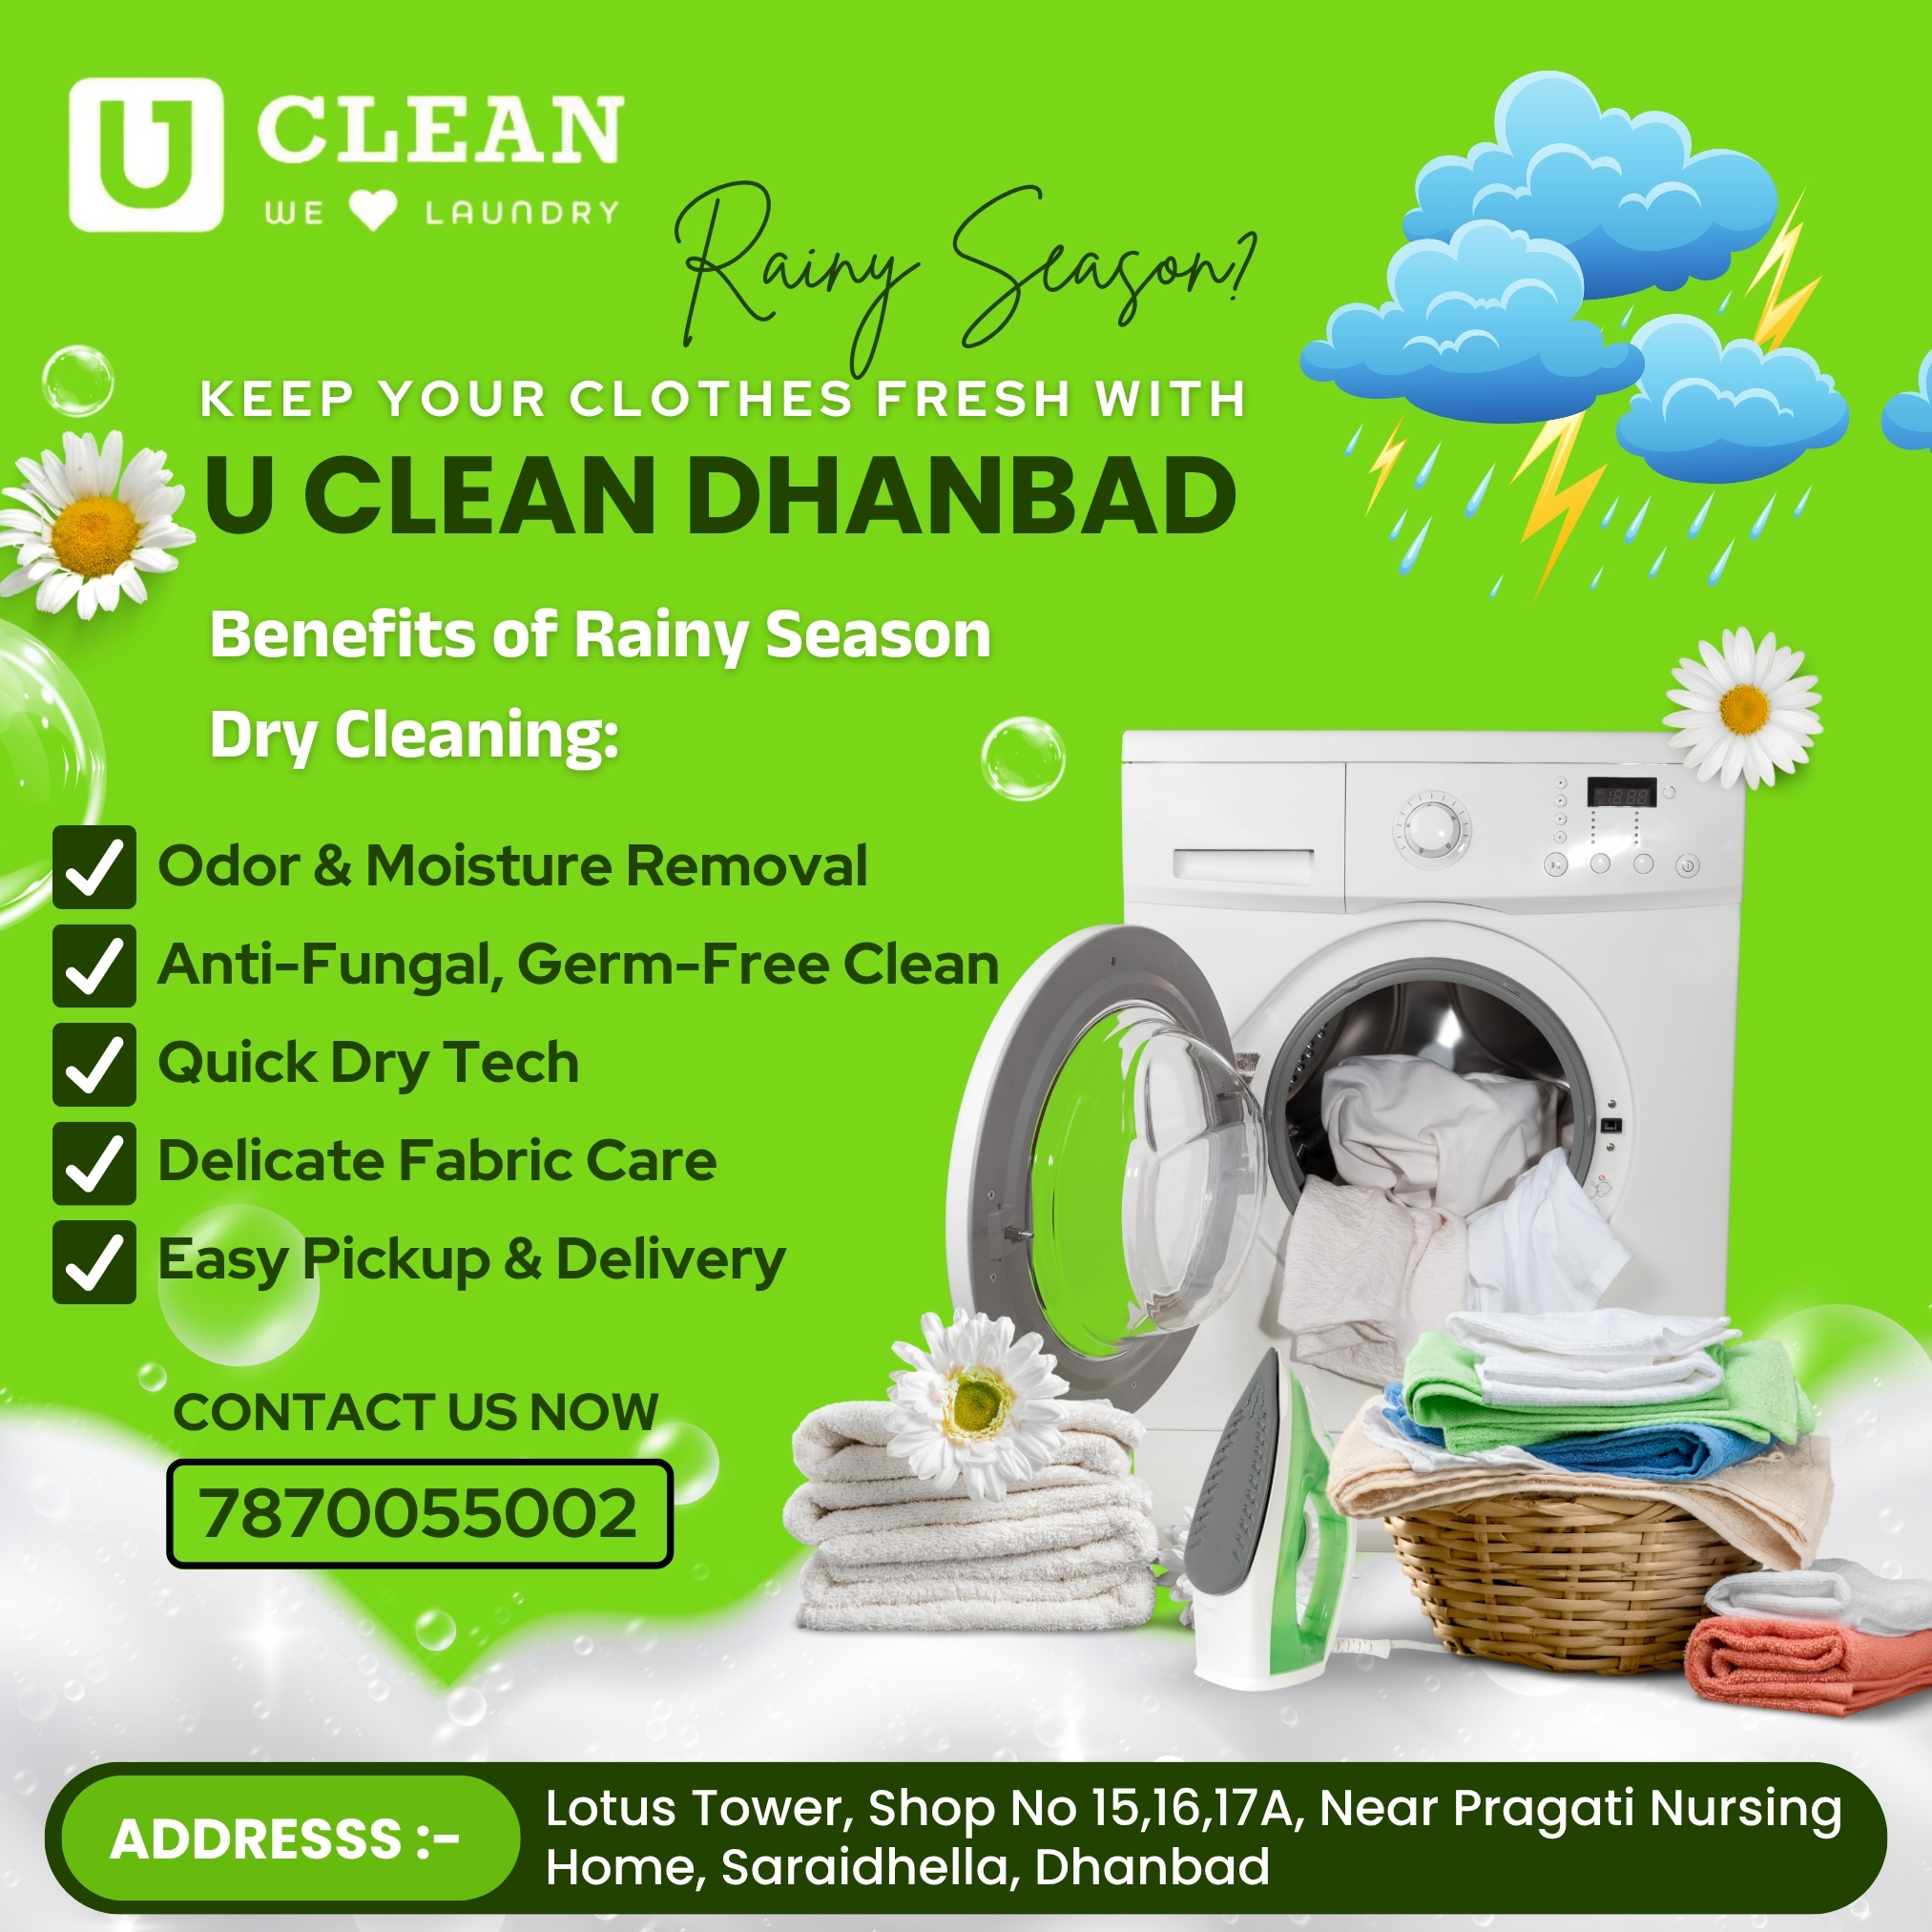 U CLEAN
WE LAUNDRY
Rainy Season?
KEEP YOUR CLOTHES FRESH WITH
U CLEAN DHANBAD
Benefits of Rainy Season
Dry Cleaning:
Odor & Moisture Removal
Anti-Fungal, Germ-Free Clean
Quick Dry Tech
Delicate Fabric Care
Easy Pickup & Delivery
CONTACT US NOW
7870055002
ADDRESSS :-
Lotus Tower, Shop No 15,16,17A, Near Pragati Nursing
Home, Saraidhella, Dhanbad